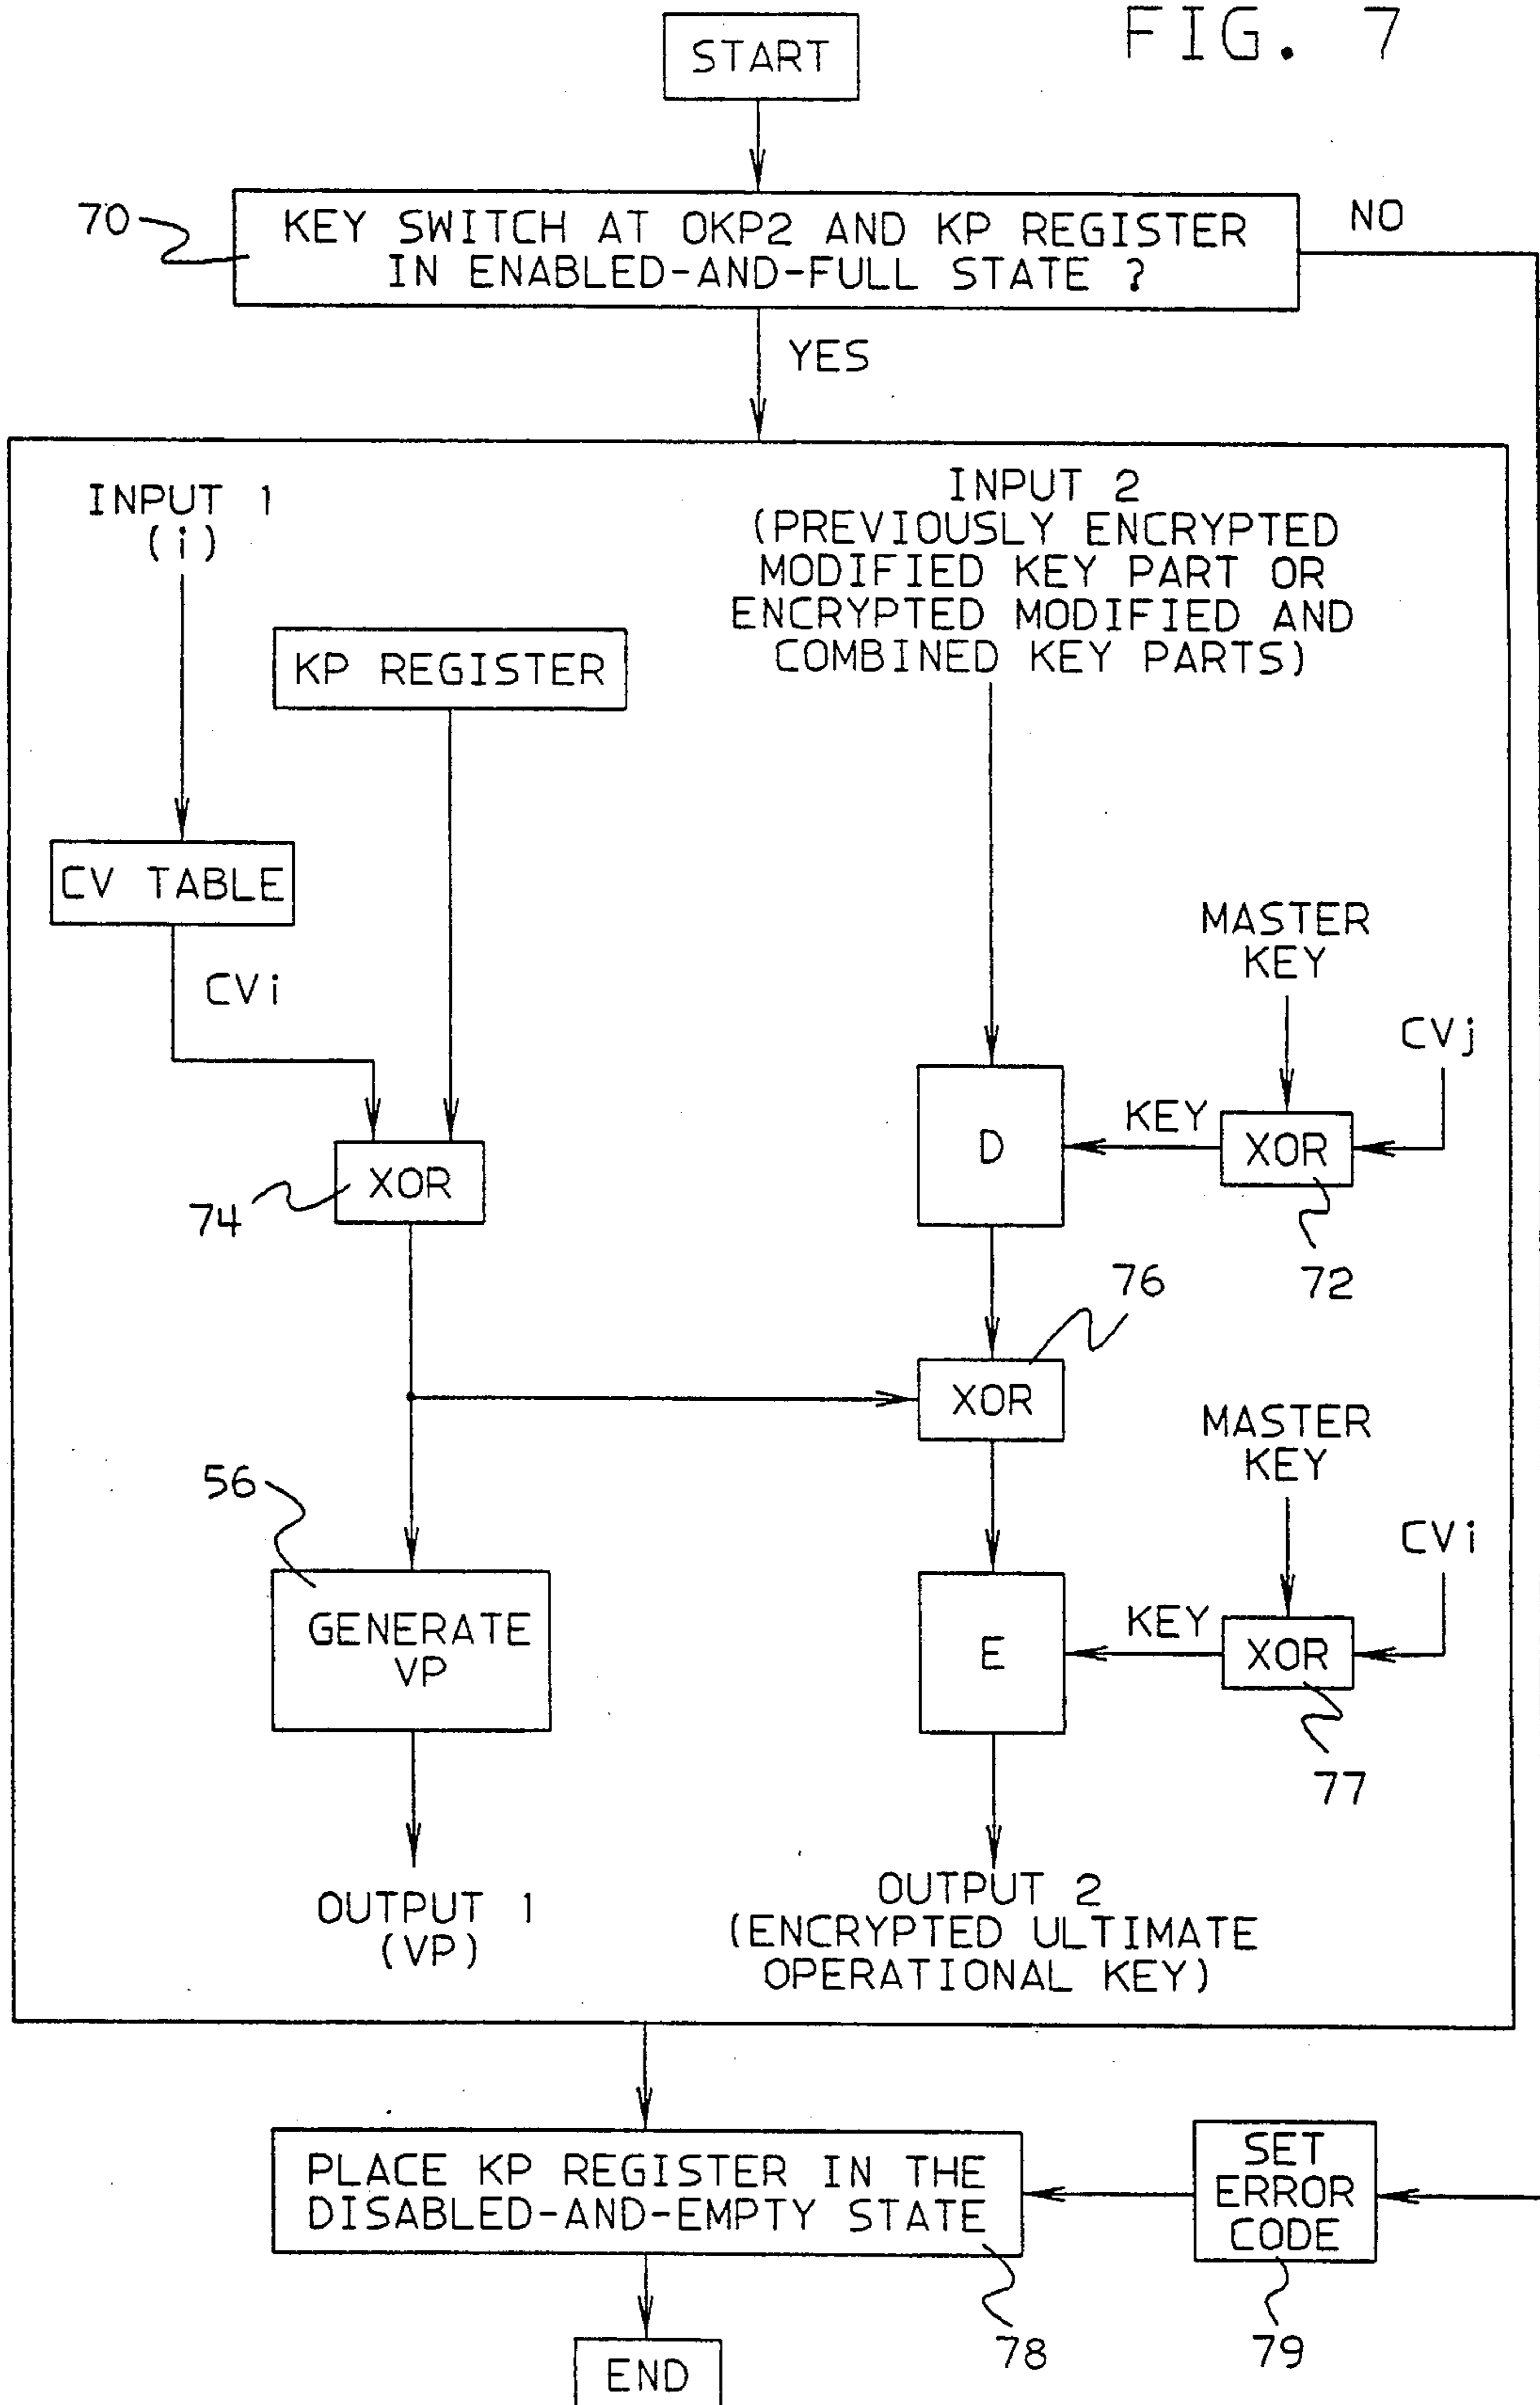 FIG. 7
START
70
KEY SWITCH AT OKP2 AND KP REGISTER
IN ENABLED-AND-FULL STATE ?
NO
YES
INPUT 1
(i)
INPUT 2
(PREVIOUSLY ENCRYPTED
MODIFIED KEY PART OR
ENCRYPTED MODIFIED AND
COMBINED KEY PARTS)
KP REGISTER
CV TABLE
CVi
MASTER
KEY
CVj
D
KEY
XOR
72
XOR
74
76
XOR
MASTER
KEY
CVi
56
GENERATE
VP
E
KEY
XOR
77
OUTPUT 1
(VP)
OUTPUT 2
(ENCRYPTED ULTIMATE
OPERATIONAL KEY)
PLACE KP REGISTER IN THE
DISABLED-AND-EMPTY STATE
78
SET
ERROR
CODE
79
END